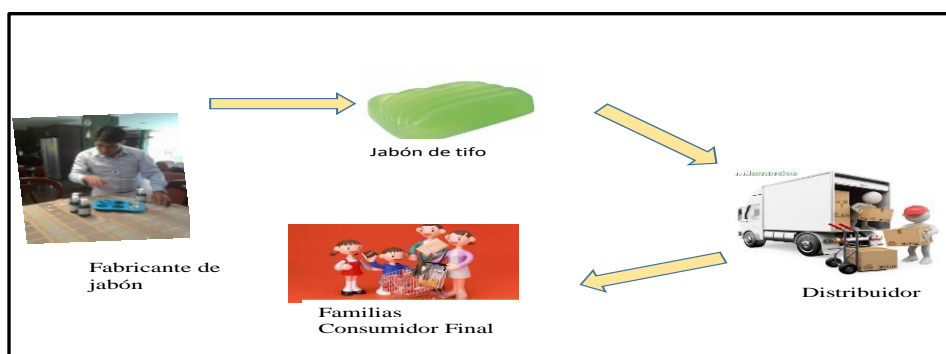 Jabón de tifo
Fabricante de
jabón
Familias
Consumidor Final
Distribuidor